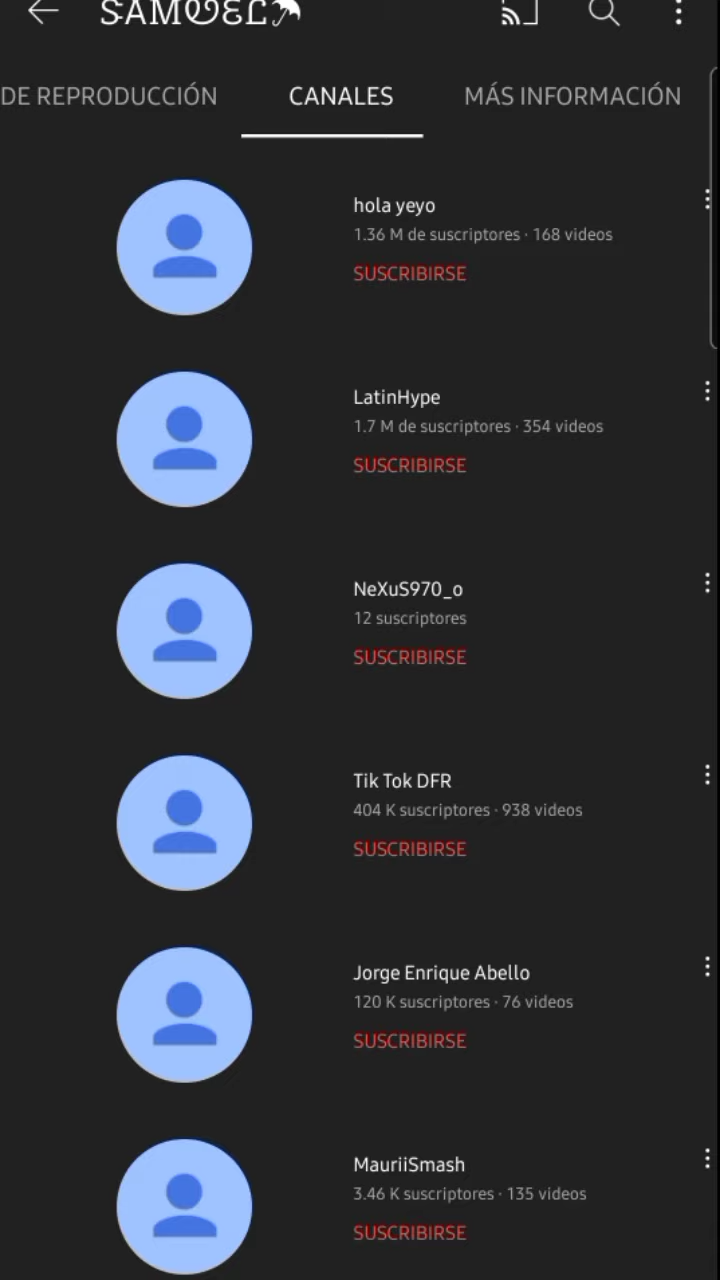 SAMUEL
DE REPRODUCCIÓN CANALES MÁS INFORMACIÓN
hola yeyo
1.36 M de suscriptores · 168 videos
SUSCRIBIRSE
LatinHype
1.7 M de suscriptores · 354 videos
SUSCRIBIRSE
NeXuS970_o
12 suscriptores
SUSCRIBIRSE
Tik Tok DFR
404 K suscriptores · 938 videos
SUSCRIBIRSE
Jorge Enrique Abello
120 K suscriptores · 76 videos
SUSCRIBIRSE
MauriiSmash
3.46 K suscriptores · 135 videos
SUSCRIBIRSE